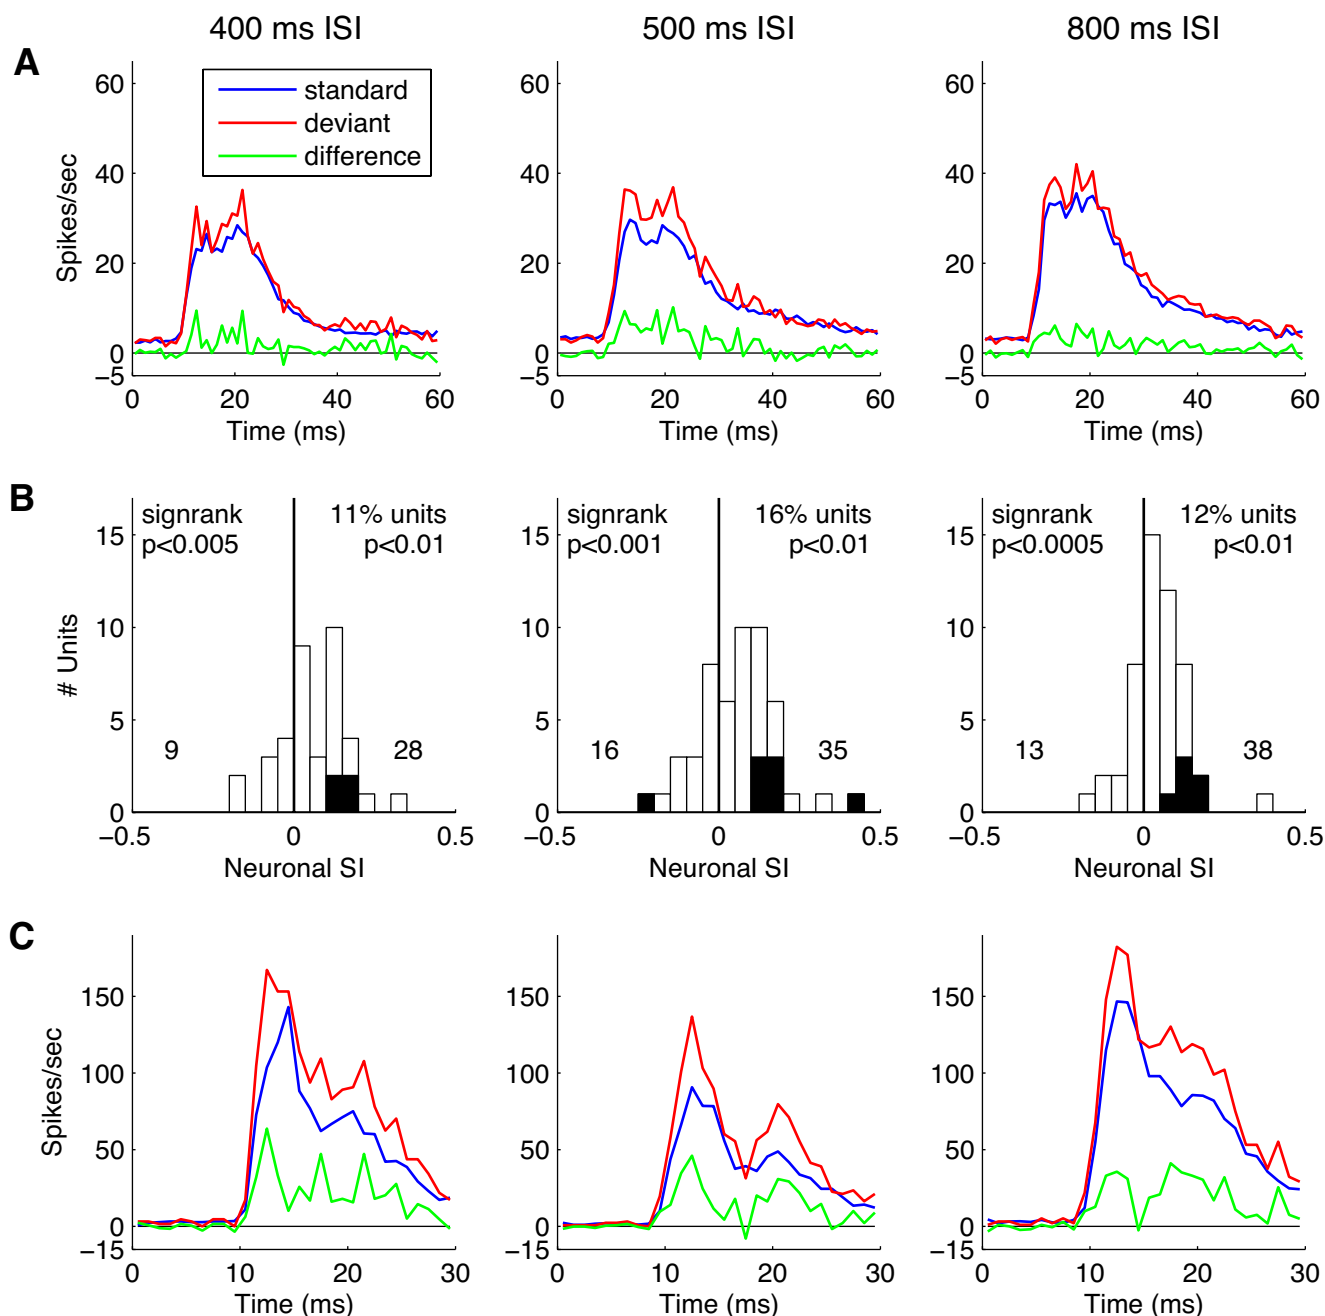 400 ms ISI
500 ms ISI
800 ms ISI
A
Spikes/sec
60
40
20
0
−5
standard
deviant
difference
0
20
40
60
Time (ms)
60
40
20
0
−5
0
20
40
60
Time (ms)
60
40
20
0
−5
0
20
40
60
Time (ms)
B
# Units
15
10
5
0
signrank
p<0.005
11% units
p<0.01
9
28
−0.5
0
0.5
Neuronal SI
15
10
5
0
signrank
p<0.001
16% units
p<0.01
16
35
−0.5
0
0.5
Neuronal SI
15
10
5
0
signrank
p<0.0005
12% units
p<0.01
13
38
−0.5
0
0.5
Neuronal SI
C
Spikes/sec
150
100
50
0
−15
0
10
20
30
Time (ms)
150
100
50
0
−15
0
10
20
30
Time (ms)
150
100
50
0
−15
0
10
20
30
Time (ms)